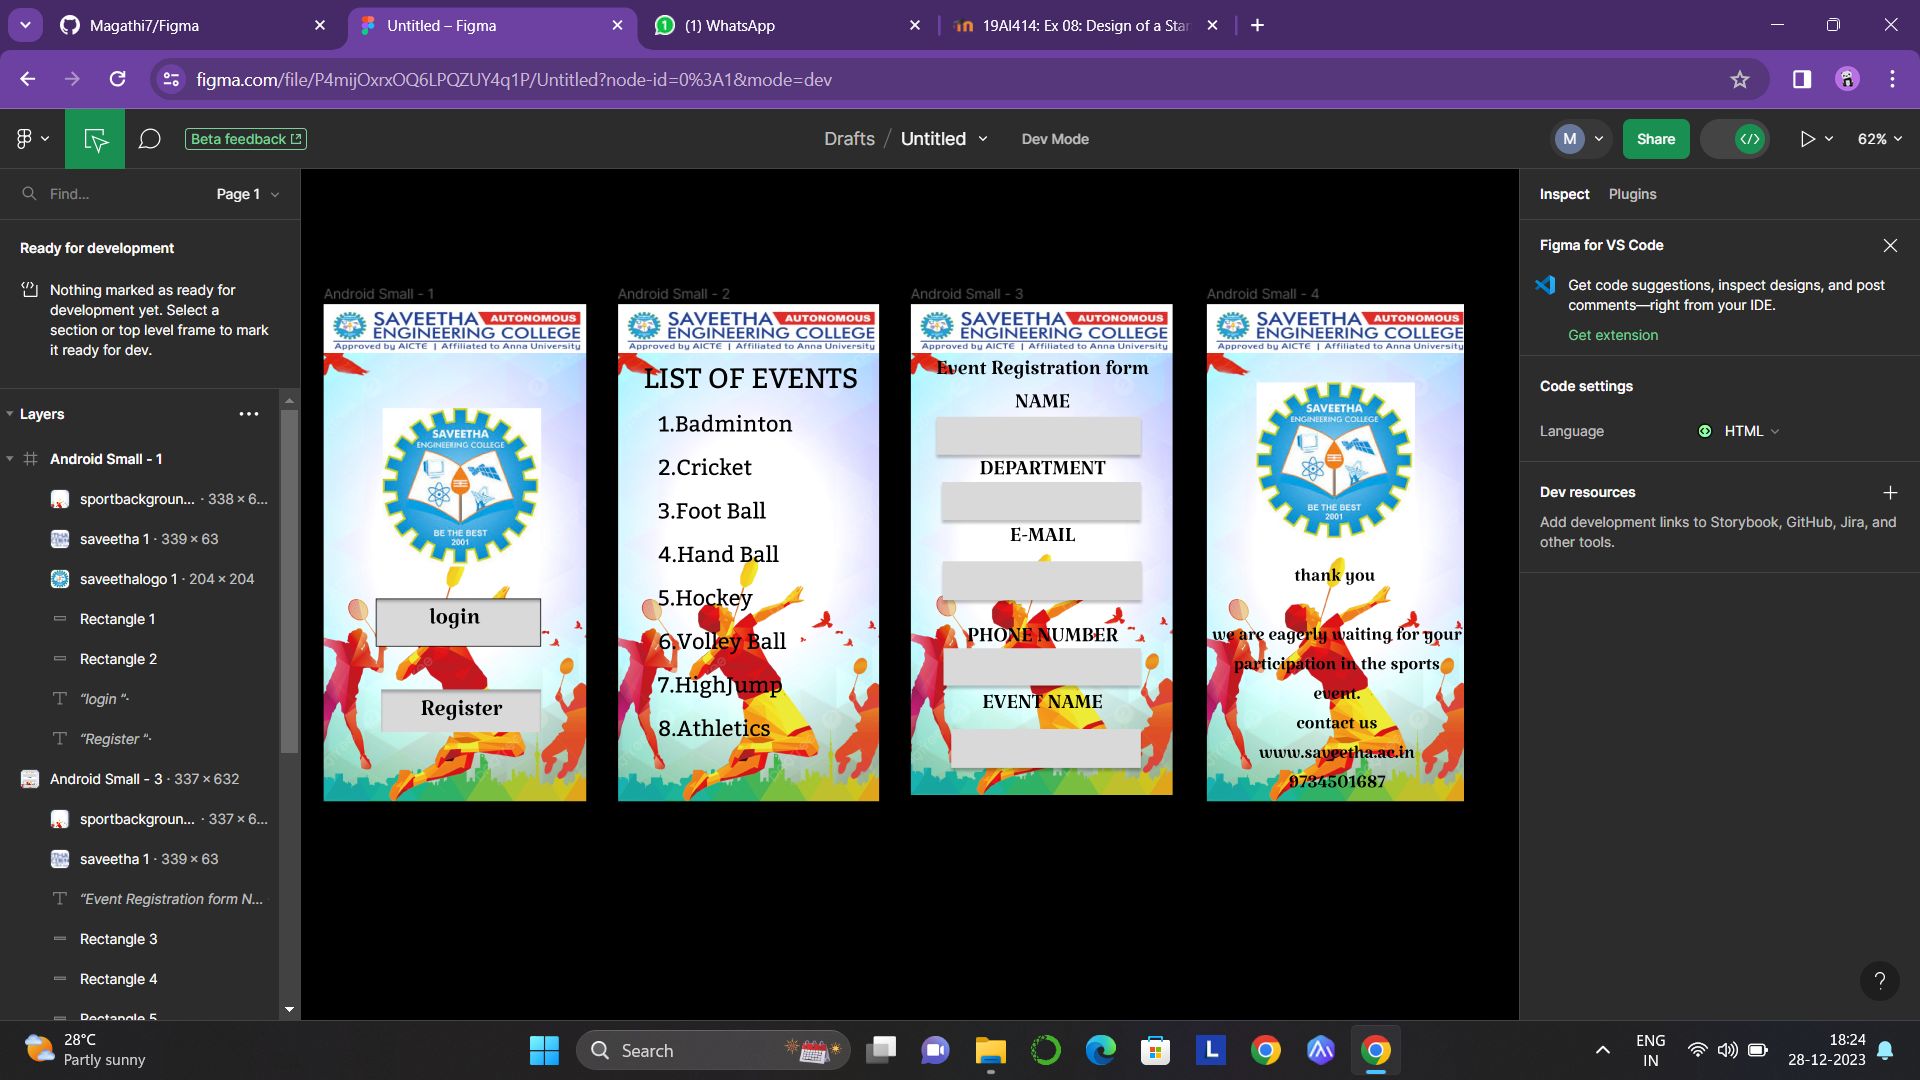 Magathi7/Figma
Untitled – Figma
(1) WhatsApp
19AI414: Ex 08: Design of a Star
figma.com/file/P4mijOxrxOQ6LPQZUY4q1P/Untitled?node-id=0%3A1&mode=dev
Beta feedback
Drafts / Untitled
Dev Mode
M
Share
62%
Find...
Page 1
Ready for development
Nothing marked as ready for
development yet. Select a
section or top level frame to mark
it ready for dev.
Layers
Android Small - 1
sportbackgroun... · 338 × 6...
saveetha 1 · 339 × 63
saveethalogo 1 · 204 × 204
Rectangle 1
Rectangle 2
“login ”·
“Register ”·
Android Small - 3 · 337 × 632
sportbackgroun... · 337 × 6...
saveetha 1 · 339 × 63
“Event Registration form N...
Rectangle 3
Rectangle 4
Rectangle 5
Android Small - 1
SAVEETHA AUTONOMOUS
ENGINEERING COLLEGE
Approved by AICTE | Affiliated to Anna University
SAVEETHA
ENGINEERING COLLEGE
BE THE BEST
2001
login
Register
Android Small - 2
SAVEETHA AUTONOMOUS
ENGINEERING COLLEGE
Approved by AICTE | Affiliated to Anna University
LIST OF EVENTS
1.Badminton
2.Cricket
3.Foot Ball
4.Hand Ball
5.Hockey
6.Volley Ball
7.HighJump
8.Athletics
Android Small - 3
SAVEETHA AUTONOMOUS
ENGINEERING COLLEGE
Approved by AICTE | Affiliated to Anna University
Event Registration form
NAME
DEPARTMENT
E-MAIL
PHONE NUMBER
EVENT NAME
Android Small - 4
SAVEETHA AUTONOMOUS
ENGINEERING COLLEGE
Approved by AICTE | Affiliated to Anna University
SAVEETHA
ENGINEERING COLLEGE
BE THE BEST
2001
thank you
we are eagerly waiting for your
participation in the sports
event.
contact us
www.saveetha.ac.in
9734501687
Inspect
Plugins
Figma for VS Code
Get code suggestions, inspect designs, and post
comments—right from your IDE.
Get extension
Code settings
Language
HTML
Dev resources
Add development links to Storybook, GitHub, Jira, and
other tools.
?
28°C
Partly sunny
Search
L
ENG
IN
18:24
28-12-2023